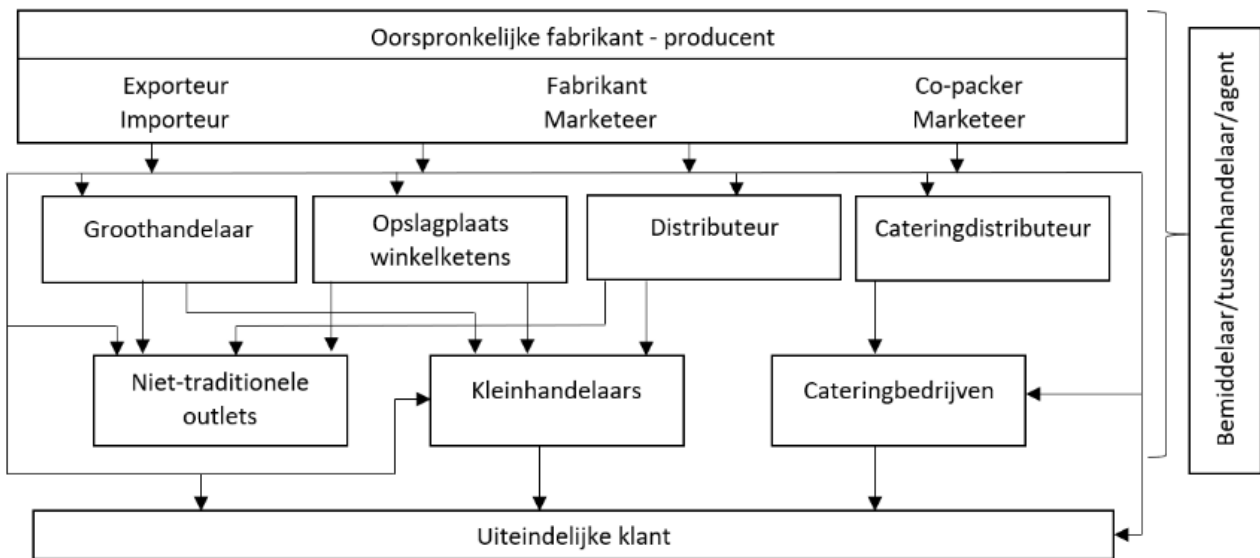 Oorspronkelijke fabrikant - producent
Exporteur
Importeur
Fabrikant
Marketeer
Co-packer
Marketeer
Groothandelaar
Opslagplaats
winkelketens
Distributeur
Cateringdistributeur
Niet-traditionele
outlets
Kleinhandelaars
Cateringbedrijven
Uiteindelijke klant
Bemiddelaar/tussenhandelaar/agent